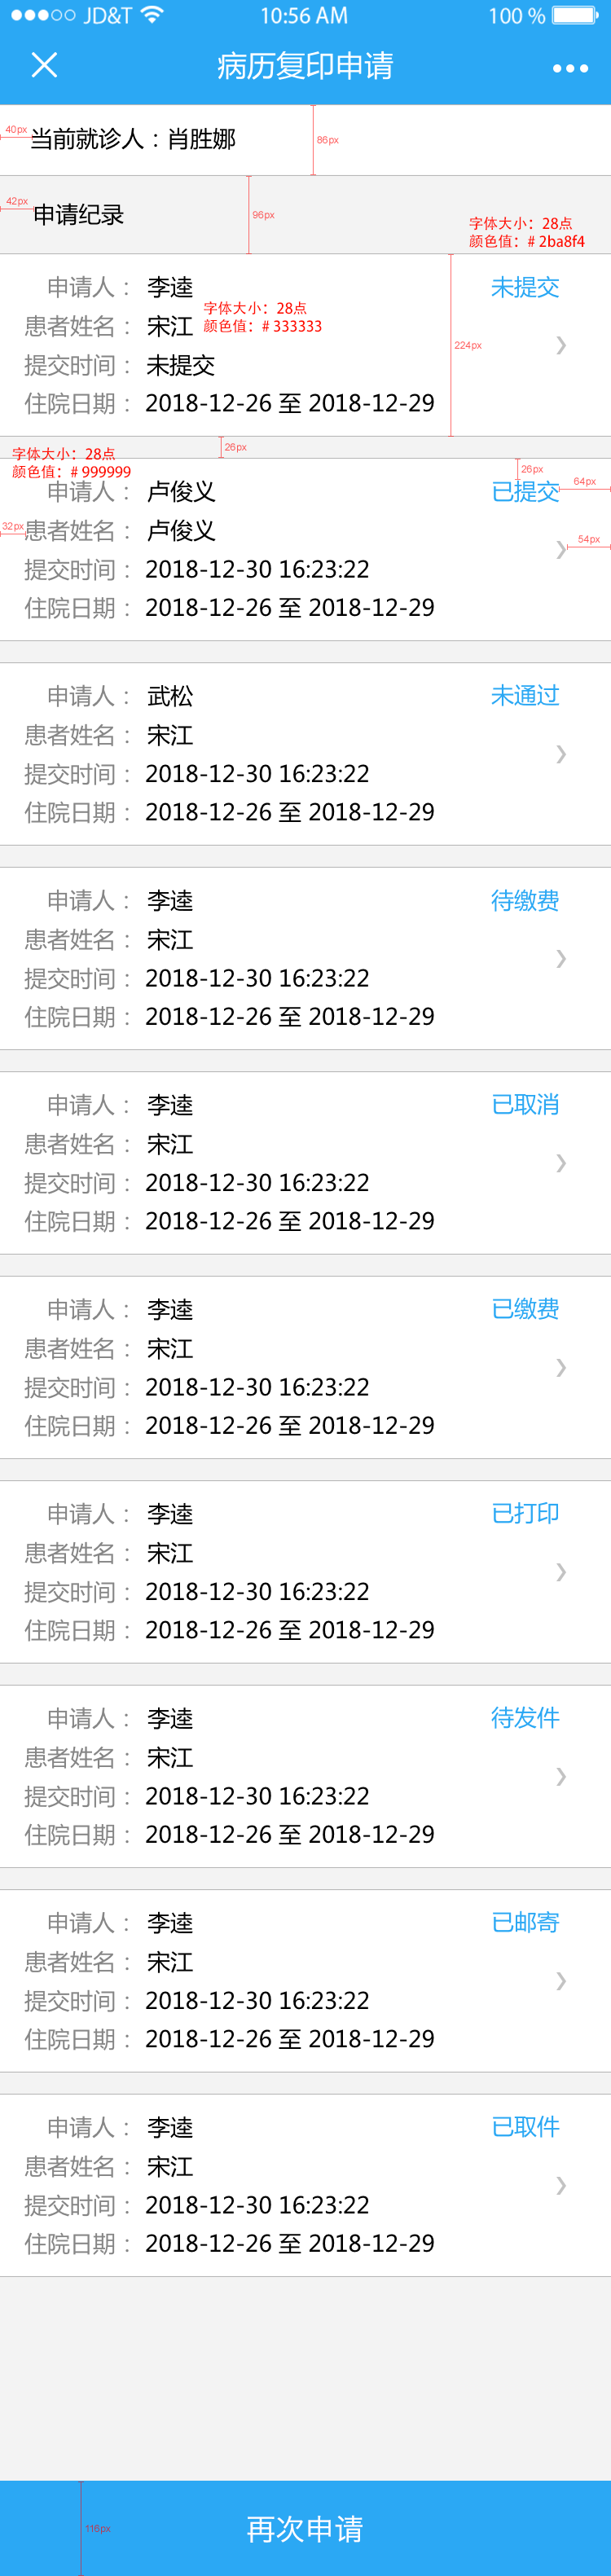 JD&T 10:56 AM 100 %
病历复印申请
40px
当前就诊人：肖胜娜
86px
42px
申请纪录
96px
字体大小：28点
颜色值：# 2ba8f4
申请人： 李逵 未提交
字体大小：28点
颜色值：# 333333
患者姓名： 宋江
224px
提交时间： 未提交
住院日期： 2018-12-26 至 2018-12-29
26px
字体大小：28点
颜色值：# 999999
26px
64px
申请人： 卢俊义 已提交
32px
患者姓名： 卢俊义
54px
提交时间： 2018-12-30 16:23:22
住院日期： 2018-12-26 至 2018-12-29
申请人： 武松 未通过
患者姓名： 宋江
提交时间： 2018-12-30 16:23:22
住院日期： 2018-12-26 至 2018-12-29
申请人： 李逵 待缴费
患者姓名： 宋江
提交时间： 2018-12-30 16:23:22
住院日期： 2018-12-26 至 2018-12-29
申请人： 李逵 已取消
患者姓名： 宋江
提交时间： 2018-12-30 16:23:22
住院日期： 2018-12-26 至 2018-12-29
申请人： 李逵 已缴费
患者姓名： 宋江
提交时间： 2018-12-30 16:23:22
住院日期： 2018-12-26 至 2018-12-29
申请人： 李逵 已打印
患者姓名： 宋江
提交时间： 2018-12-30 16:23:22
住院日期： 2018-12-26 至 2018-12-29
申请人： 李逵 待发件
患者姓名： 宋江
提交时间： 2018-12-30 16:23:22
住院日期： 2018-12-26 至 2018-12-29
申请人： 李逵 已邮寄
患者姓名： 宋江
提交时间： 2018-12-30 16:23:22
住院日期： 2018-12-26 至 2018-12-29
申请人： 李逵 已取件
患者姓名： 宋江
提交时间： 2018-12-30 16:23:22
住院日期： 2018-12-26 至 2018-12-29
116px
再次申请